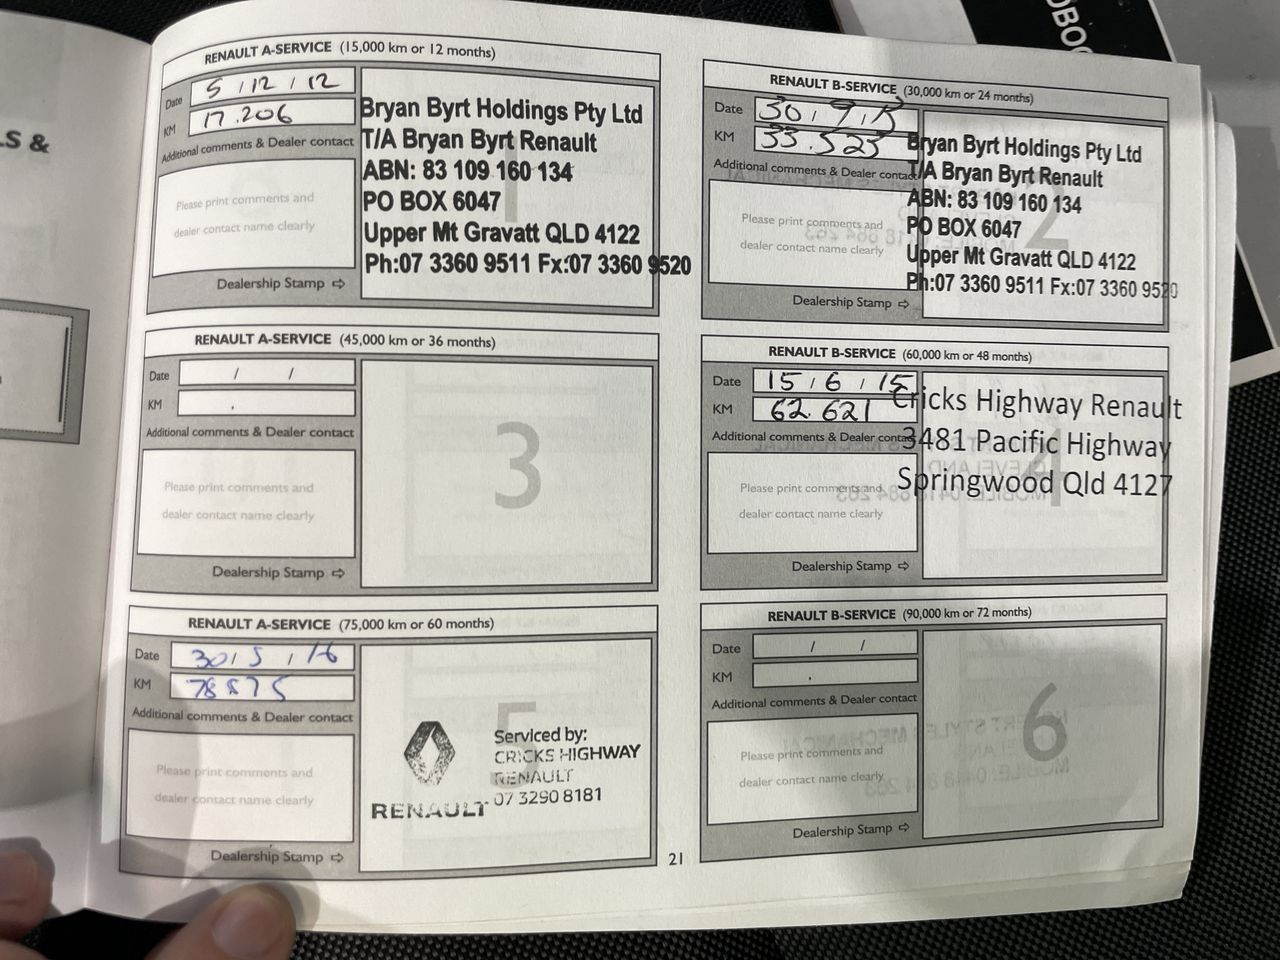 LS &
OBOO
RENAULT A-SERVICE (15,000 km or 12 months)
Date 5 / 12 / 12
KM 17.206
Additional comments & Dealer contact
Please print comments and
dealer contact name clearly
Dealership Stamp ⇨
Bryan Byrt Holdings Pty Ltd
T/A Bryan Byrt Renault
ABN: 83 109 160 134
PO BOX 6047
Upper Mt Gravatt QLD 4122
Ph:07 3360 9511 Fx:07 3360 9520
RENAULT B-SERVICE (30,000 km or 24 months)
Date 30 / 9 / 13
KM 33.523
Additional comments & Dealer contact
Please print comments and
dealer contact name clearly
Dealership Stamp ⇨
2
Bryan Byrt Holdings Pty Ltd
T/A Bryan Byrt Renault
ABN: 83 109 160 134
PO BOX 6047
Upper Mt Gravatt QLD 4122
Ph:07 3360 9511 Fx:07 3360 9520
RENAULT A-SERVICE (45,000 km or 36 months)
Date / /
KM .
Additional comments & Dealer contact
Please print comments and
dealer contact name clearly
Dealership Stamp ⇨
3
RENAULT B-SERVICE (60,000 km or 48 months)
Date 15 / 6 / 15
KM 62.621
Additional comments & Dealer contact
Please print comments and
dealer contact name clearly
Dealership Stamp ⇨
4
Cricks Highway Renault
3481 Pacific Highway
Springwood Qld 4127
RENAULT A-SERVICE (75,000 km or 60 months)
Date 30 / 5 / 16
KM 78875
Additional comments & Dealer contact
Please print comments and
dealer contact name clearly
Dealership Stamp ⇨
5
Serviced by:
CRICKS HIGHWAY
RENAULT
07 3290 8181
RENAULT
RENAULT B-SERVICE (90,000 km or 72 months)
Date / /
KM .
Additional comments & Dealer contact
Please print comments and
dealer contact name clearly
Dealership Stamp ⇨
6
21